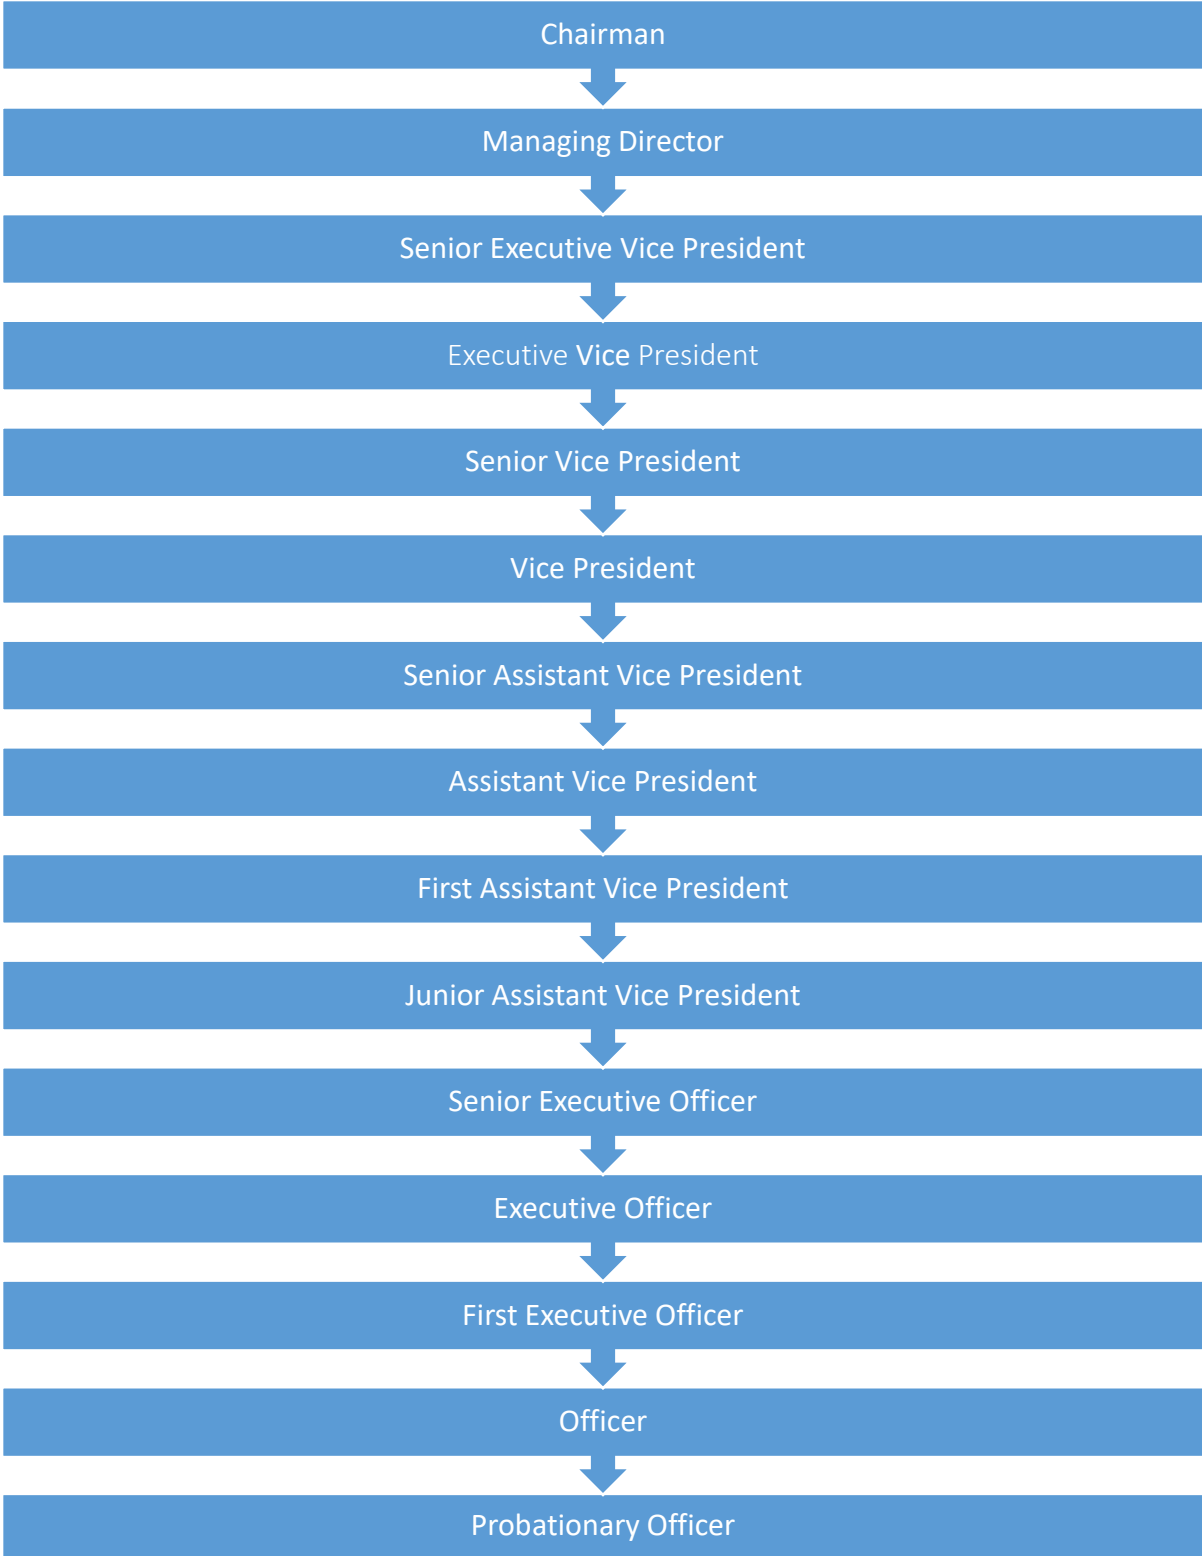 Chairman
Managing Director
Senior Executive Vice President
Executive Vice President
Senior Vice President
Vice President
Senior Assistant Vice President
Assistant Vice President
First Assistant Vice President
Junior Assistant Vice President
Senior Executive Officer
Executive Officer
First Executive Officer
Officer
Probationary Officer